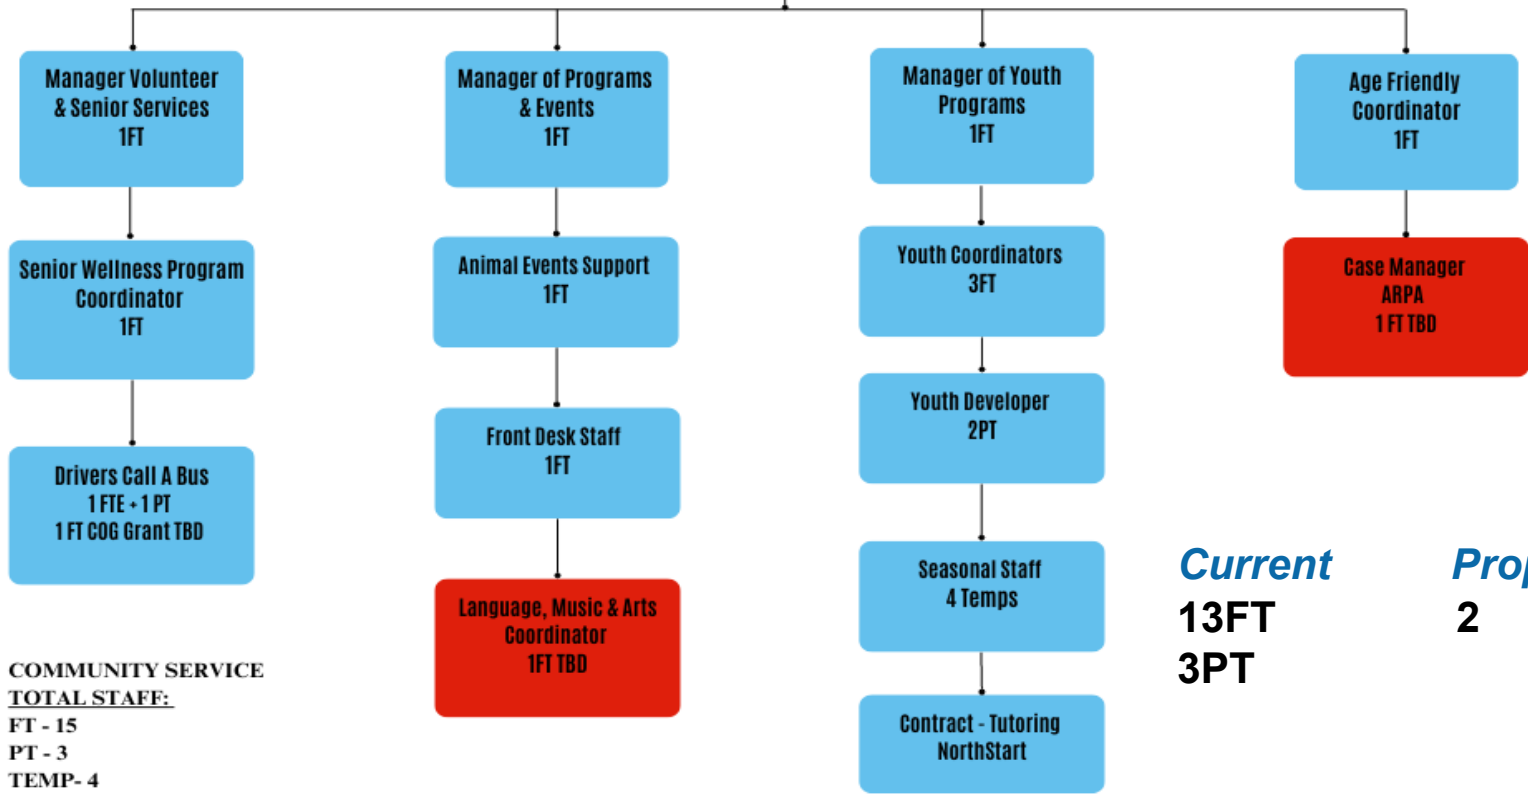 Manager Volunteer
& Senior Services
1FT
Senior Wellness Program
Coordinator
1FT
Drivers Call A Bus
1 FTE + 1 PT
1 FT COG Grant TBD
Manager of Programs
& Events
1FT
Animal Events Support
1FT
Front Desk Staff
1FT
Language, Music & Arts
Coordinator
1FT TBD
Manager of Youth
Programs
1FT
Youth Coordinators
3FT
Youth Developer
2PT
Seasonal Staff
4 Temps
Contract - Tutoring
NorthStart
Age Friendly
Coordinator
1FT
Case Manager
ARPA
1 FT TBD
Current
13FT
3PT
2
COMMUNITY SERVICE
TOTAL STAFF:
FT - 15
PT - 3
TEMP- 4